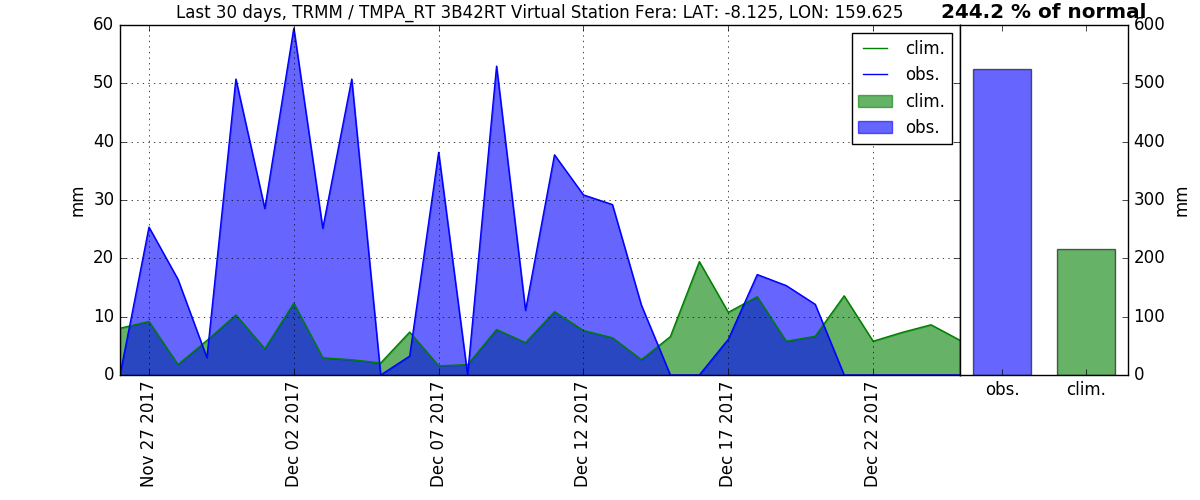 Last 30 days, TRMM / TMPA_RT 3B42RT Virtual Station Fera: LAT: -8.125, LON: 159.625
244.2 % of normal
60
50
40
30
20
10
0
mm
clim.
obs.
clim.
obs.
600
500
400
300
200
100
0
mm
Nov 27 2017
Dec 02 2017
Dec 07 2017
Dec 12 2017
Dec 17 2017
Dec 22 2017
obs.
clim.